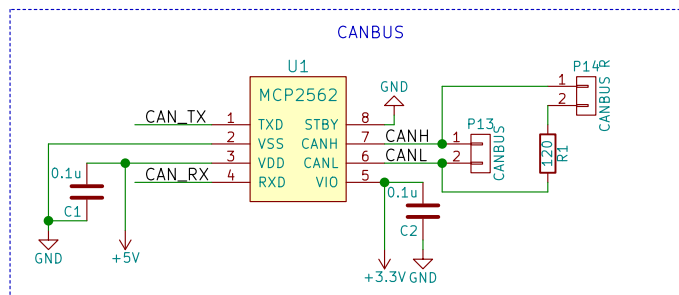 CANBUS
U1
MCP2562
CAN_TX 1 TXD STBY 8 GND
2 VSS CANH 7 CANH
3 VDD CANL 6 CANL
CAN_RX 4 RXD VIO 5
P14
1
2
CANBUS R
P13
1
2
CANBUS
120
R1
0.1u
C1
GND
+5V
0.1u
C2
+3.3V
GND